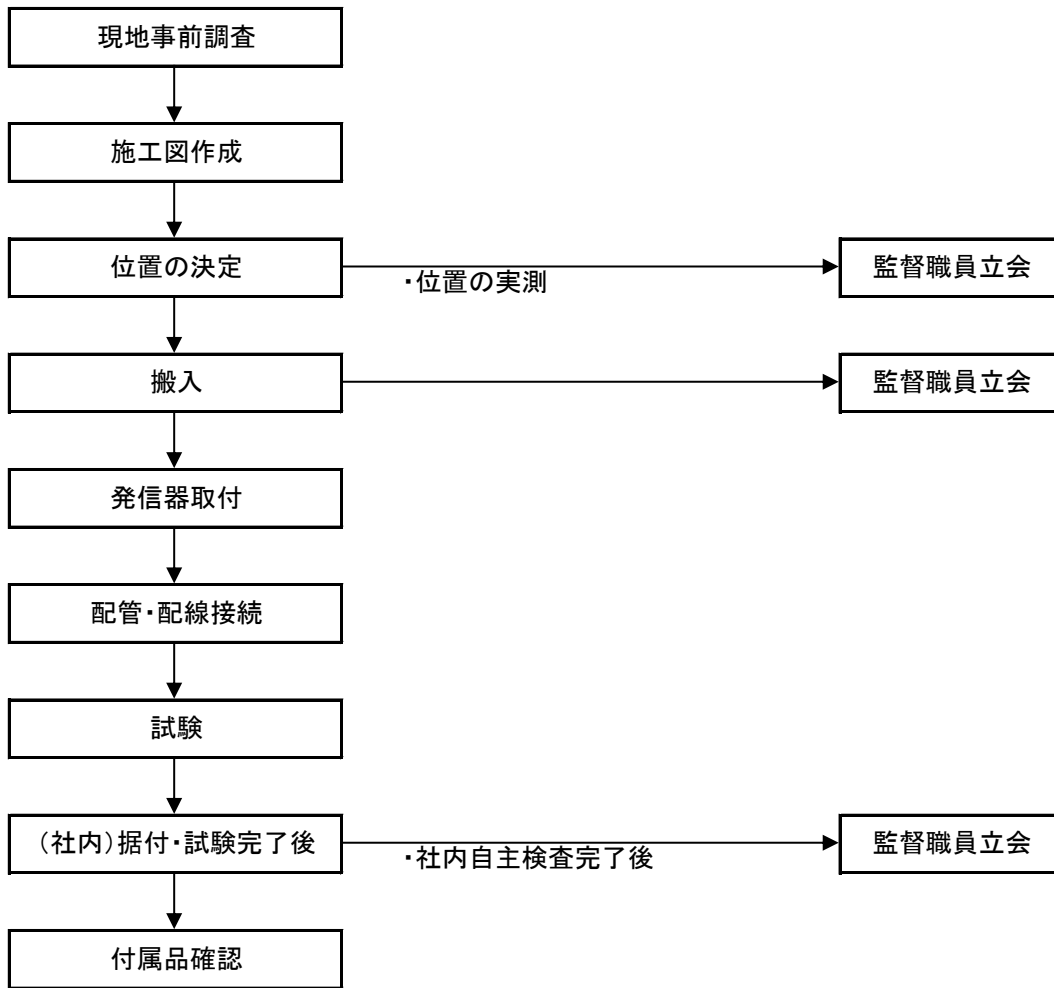 現地事前調査
施工図作成
位置の決定
・位置の実測
監督職員立会
搬入
監督職員立会
発信器取付
配管・配線接続
試験
（社内）据付・試験完了後
・社内自主検査完了後
監督職員立会
付属品確認